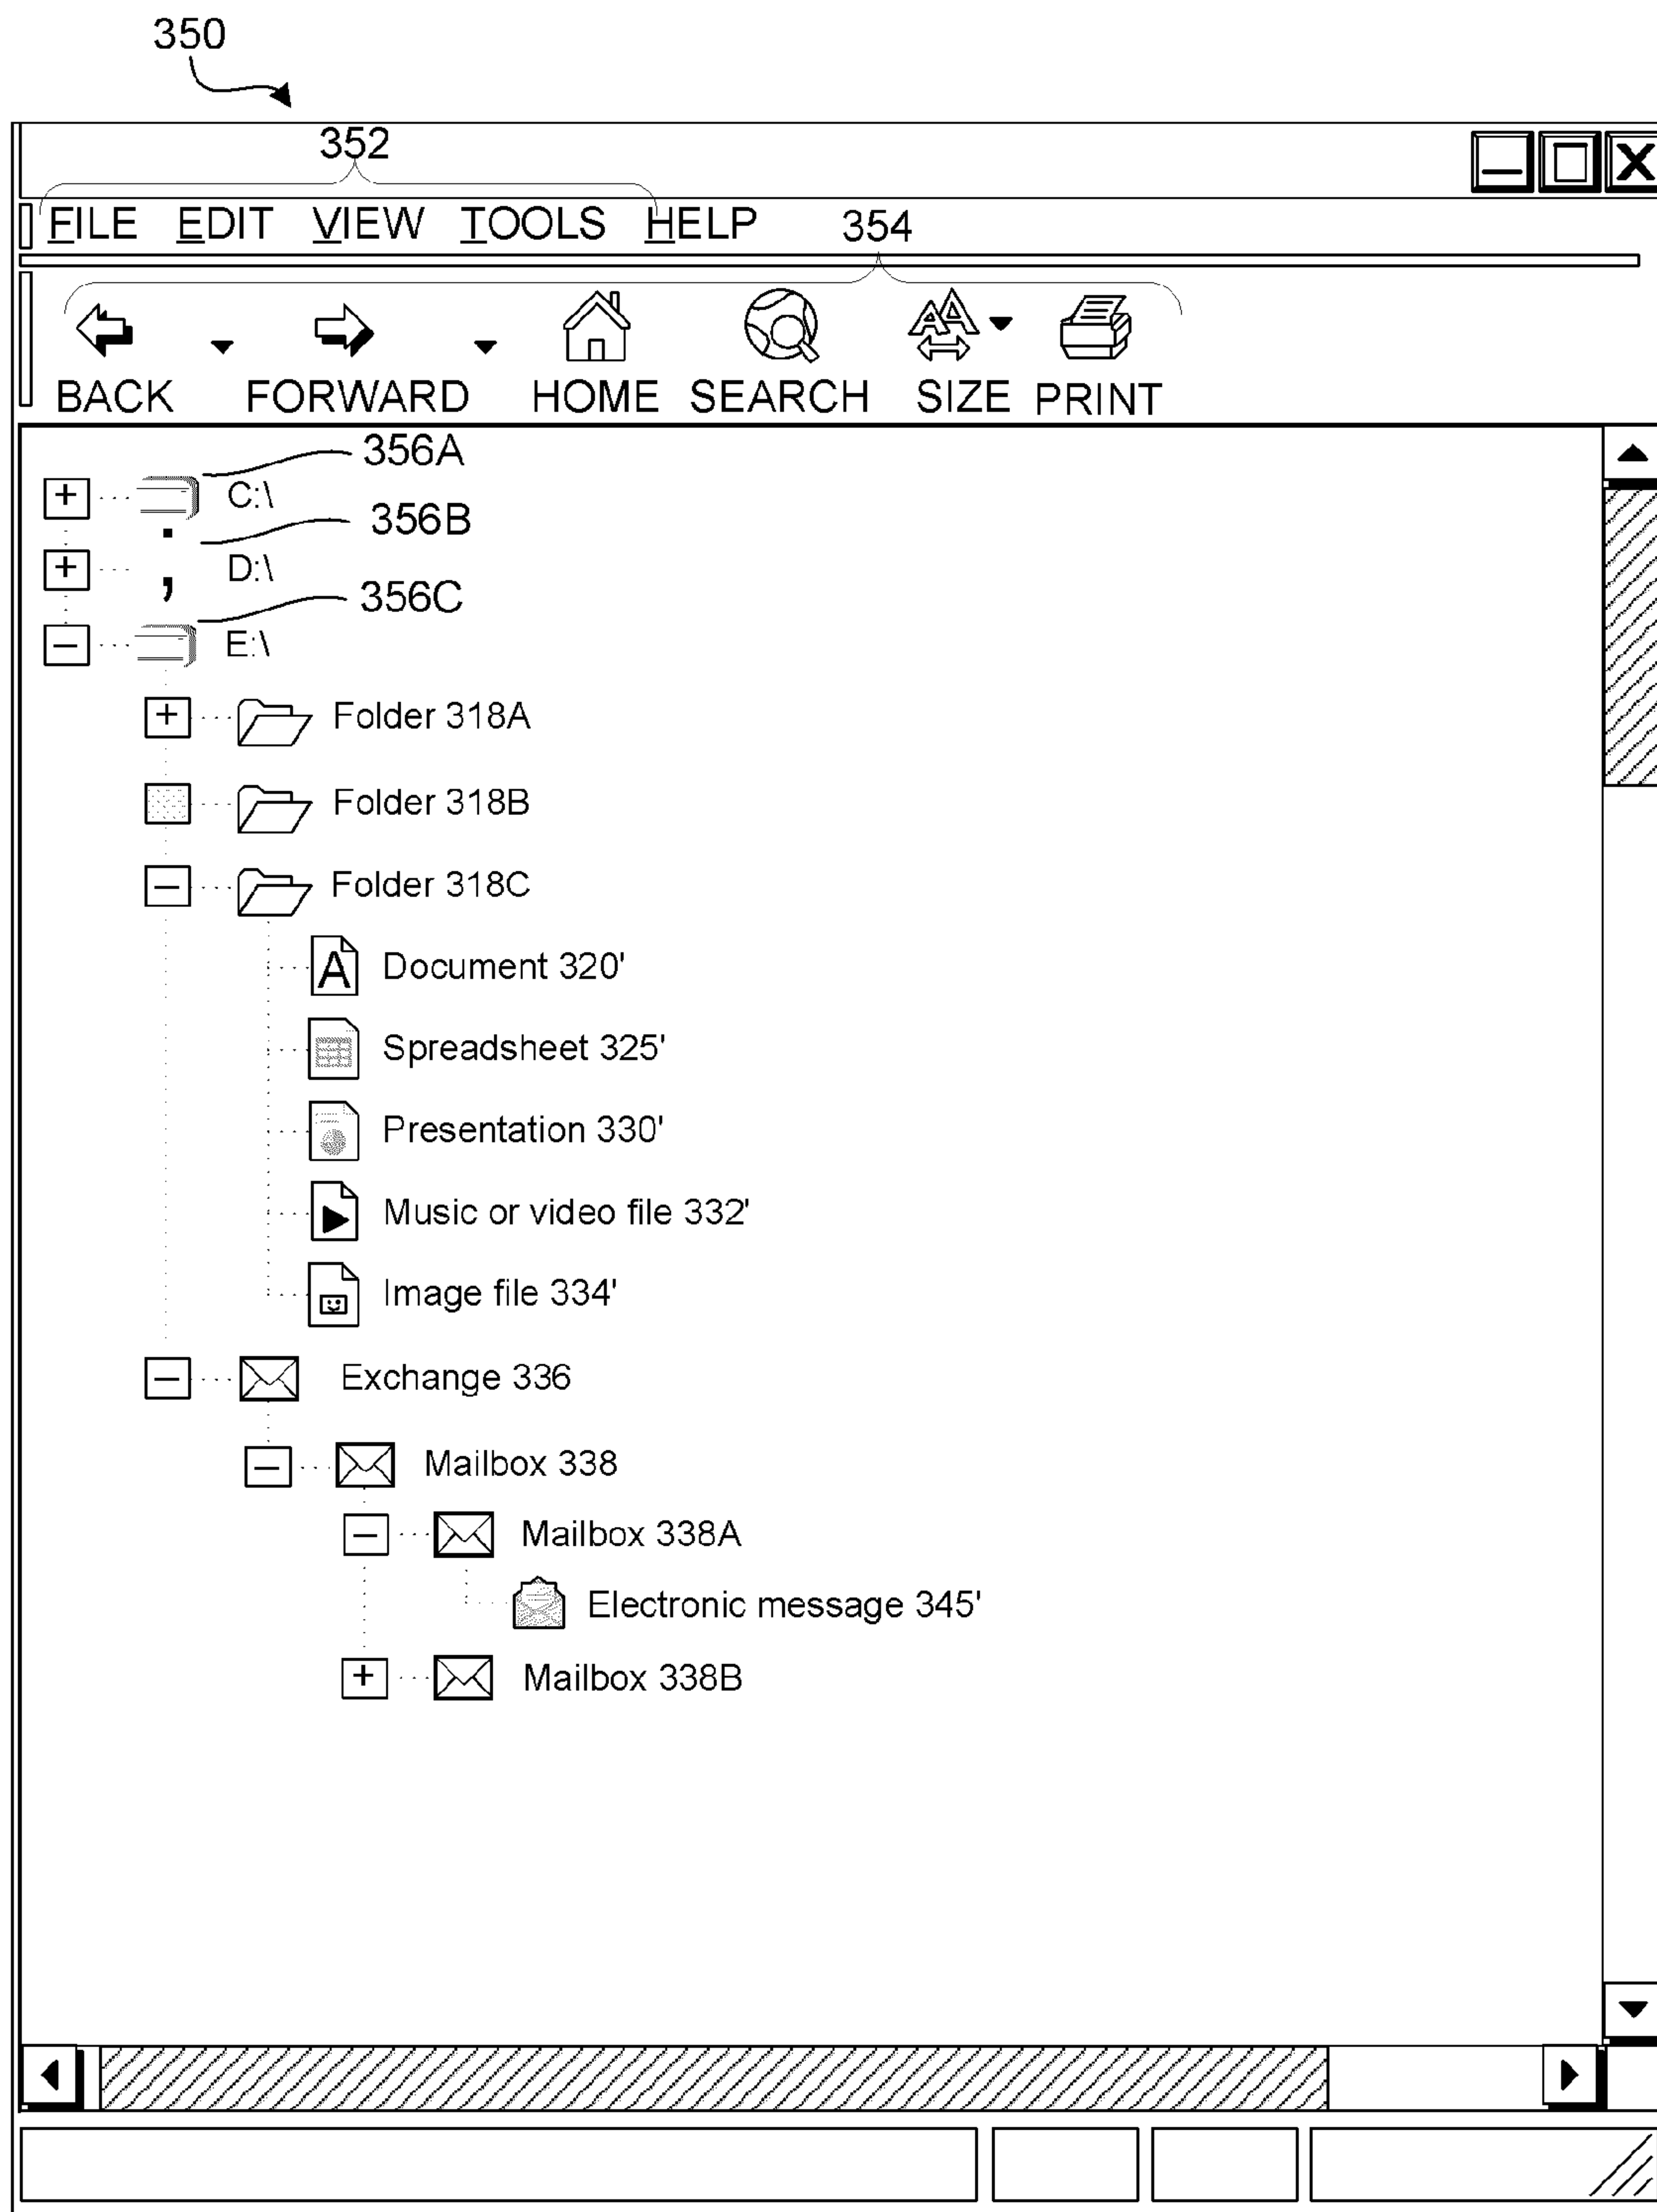 350
352
FILE EDIT VIEW TOOLS HELP 354
BACK FORWARD HOME SEARCH SIZE PRINT
356A
C:\
356B
D:\
356C
E:\
Folder 318A
Folder 318B
Folder 318C
A Document 320'
Spreadsheet 325'
Presentation 330'
Music or video file 332'
Image file 334'
Exchange 336
Mailbox 338
Mailbox 338A
Electronic message 345'
Mailbox 338B